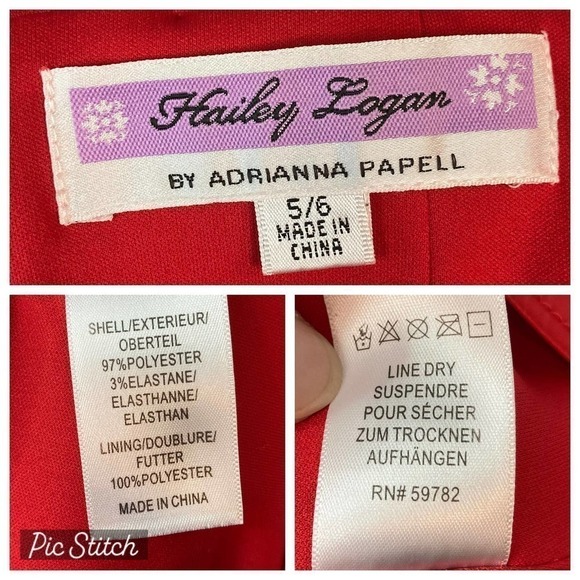 Hailey Logan
BY ADRIANNA PAPELL
5/6
MADE IN
CHINA
SHELL/EXTERIEUR/
OBERTEIL
97%POLYESTER
3%ELASTANE/
ELASTHANNE/
ELASTHAN
LINING/DOUBLURE/
FUTTER
100%POLYESTER
MADE IN CHINA
Pic Stitch
LINE DRY
SUSPENDRE
POUR SÉCHER
ZUM TROCKNEN
AUFHÄNGEN
RN# 59782